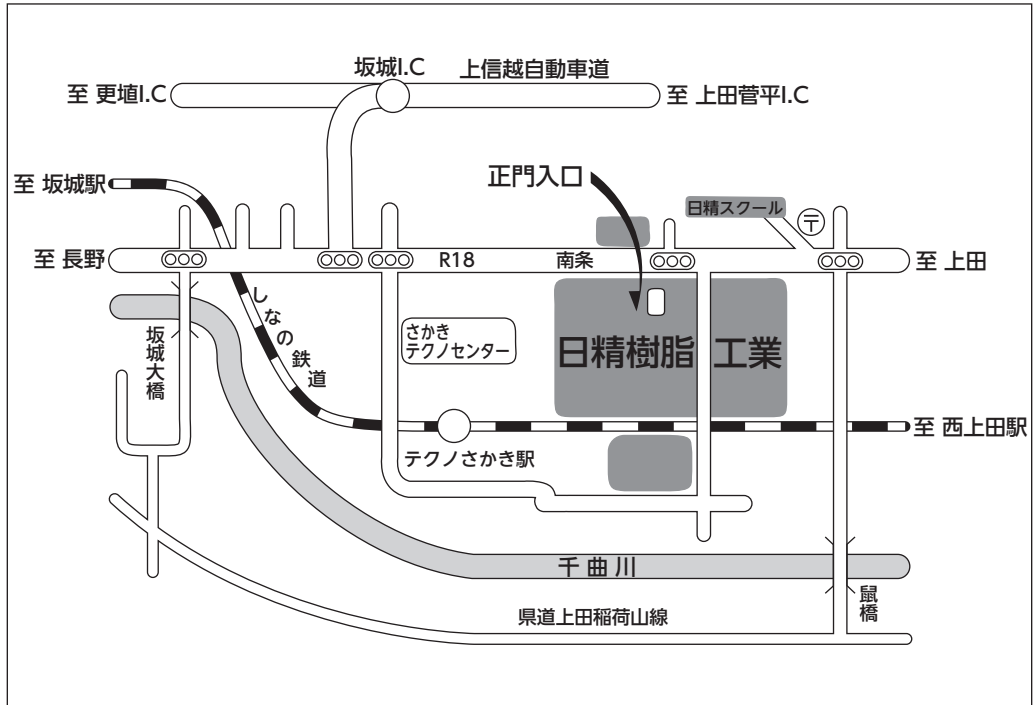 坂城I.C
上信越自動車道
至 更埴I.C
至 上田菅平I.C
至 坂城駅
正門入口
日精スクール
〒
至 長野
R18
南条
至 上田
しなの鉄道
坂城大橋
さかき
テクノセンター
日精樹脂 工業
テクノさかき駅
至 西上田駅
千曲川
鼠橋
県道上田稲荷山線